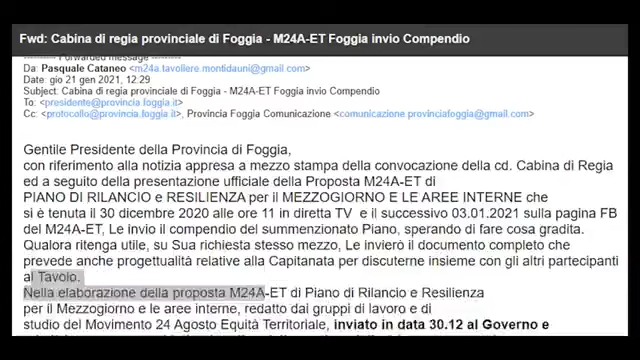 Fwd: Cabina di regia provinciale di Foggia - M24A-ET Foggia invio Compendio
---------- Forwarded message ---------
Da: Pasquale Cataneo <m24a.tavoliere.montidauni@gmail.com>
Date: gio 21 gen 2021, 12:29
Subject: Cabina di regia provinciale di Foggia - M24A-ET Foggia invio Compendio
To: <presidente@provincia.foggia.it>
Cc: <protocollo@provincia.foggia.it>, Provincia Foggia Comunicazione <comunicazione.provinciafoggia@gmail.com>
Gentile Presidente della Provincia di Foggia,
con riferimento alla notizia appresa a mezzo stampa della convocazione della cd. Cabina di Regia
ed a seguito della presentazione ufficiale della Proposta M24A-ET di
PIANO DI RILANCIO e RESILIENZA per il MEZZOGIORNO E LE AREE INTERNE che
si è tenuta il 30 dicembre 2020 alle ore 11 in diretta TV e il successivo 03.01.2021 sulla pagina FB
del M24A-ET, Le invio il compendio del summenzionato Piano, sperando di fare cosa gradita.
Qualora ritenga utile, su Sua richiesta stesso mezzo, Le invierò il documento completo che
prevede anche progettualità relative alla Capitanata per discuterne insieme con gli altri partecipanti
al Tavolo.
Nella elaborazione della proposta M24A-ET di Piano di Rilancio e Resilienza
per il Mezzogiorno e le aree interne, redatto dai gruppi di lavoro e di
studio del Movimento 24 Agosto Equità Territoriale, inviato in data 30.12 al Governo e